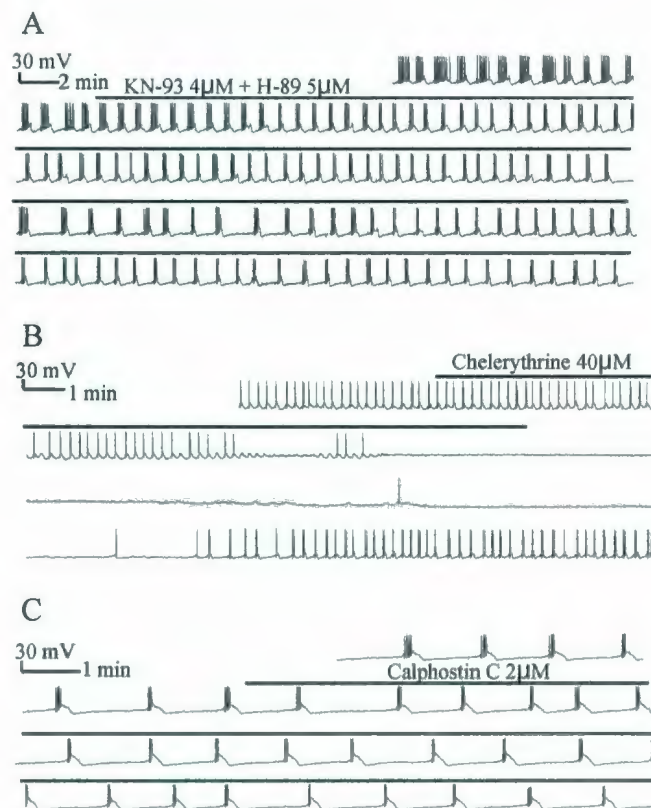 A
30 mV
2 min
KN-93 4μM + H-89 5μM
B
30 mV
1 min
Chelerythrine 40μM
C
30 mV
1 min
Calphostin C 2μM